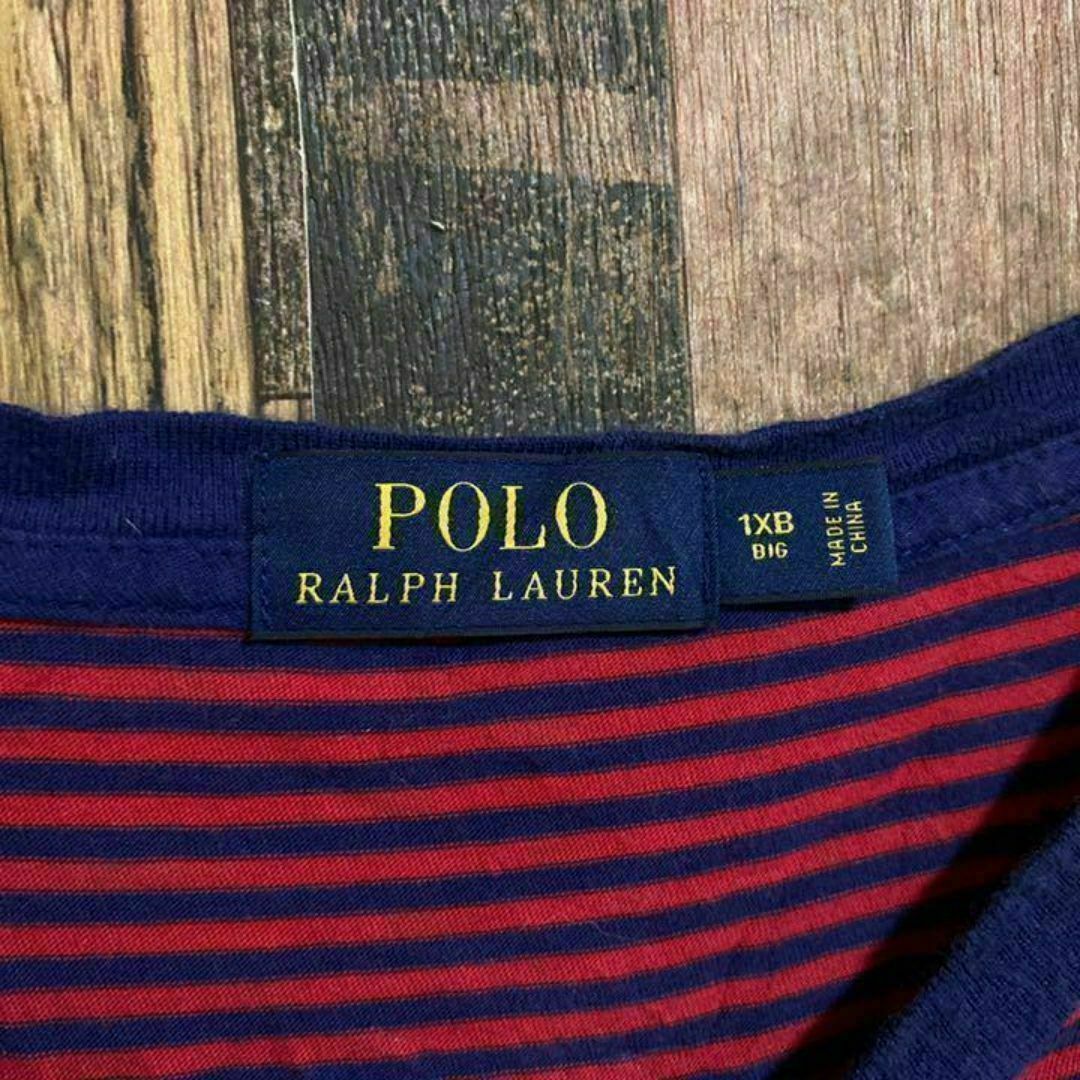 POLO
RALPH LAUREN
1XB
BIG
MADE IN
CHINA